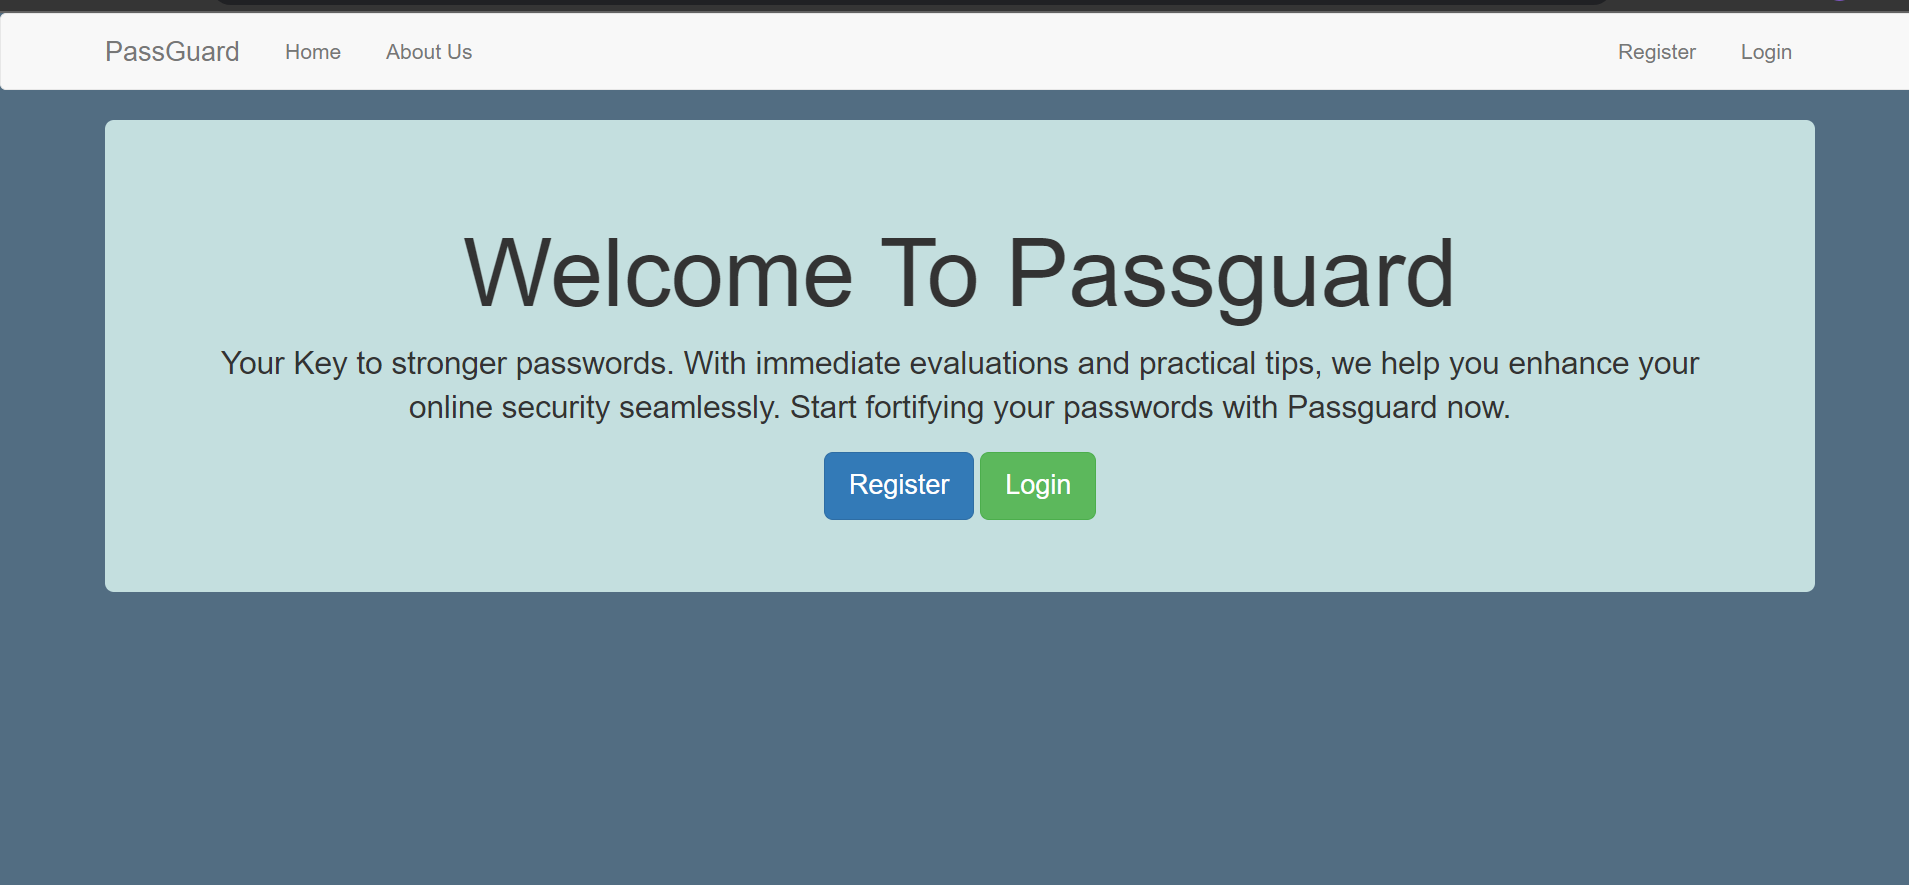 PassGuard Home About Us Register Login
Welcome To Passguard
Your Key to stronger passwords. With immediate evaluations and practical tips, we help you enhance your
online security seamlessly. Start fortifying your passwords with Passguard now.
Register Login